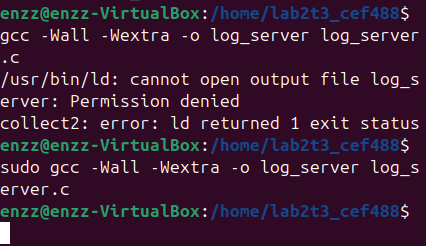 enzz@enzz-VirtualBox:/home/lab2t3_cef488$
gcc -Wall -Wextra -o log_server log_server
.c
/usr/bin/ld: cannot open output file log_s
erver: Permission denied
collect2: error: ld returned 1 exit status
enzz@enzz-VirtualBox:/home/lab2t3_cef488$
sudo gcc -Wall -Wextra -o log_server log_s
erver.c
enzz@enzz-VirtualBox:/home/lab2t3_cef488$